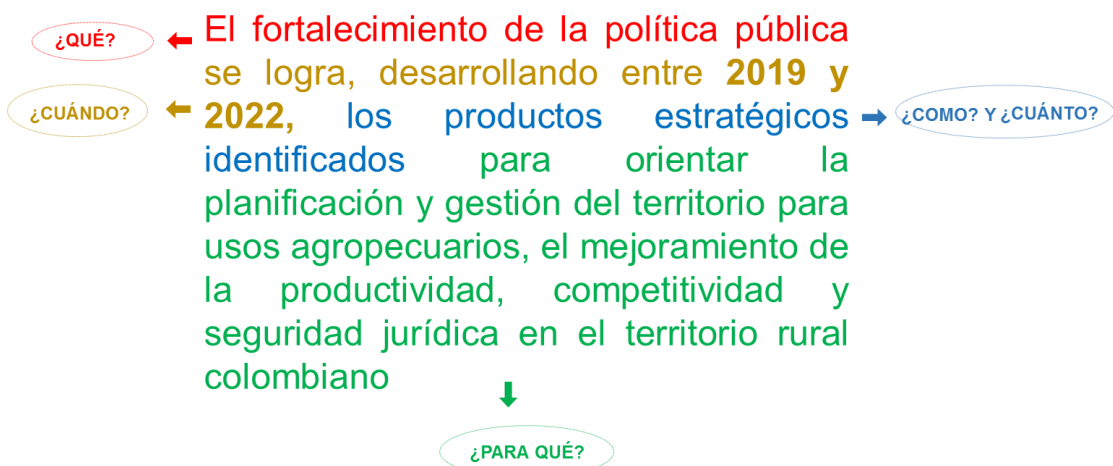 ¿QUÉ?
El fortalecimiento de la política pública
se logra, desarrollando entre 2019 y
¿CUÁNDO?
2022, los productos estratégicos
¿COMO? Y ¿CUÁNTO?
identificados para orientar la
planificación y gestión del territorio para
usos agropecuarios, el mejoramiento de
la productividad, competitividad y
seguridad jurídica en el territorio rural
colombiano
¿PARA QUÉ?